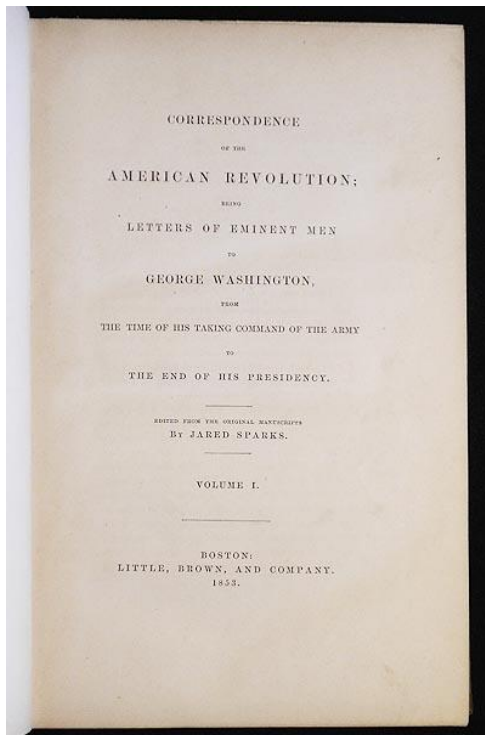 CORRESPONDENCE
OF THE
AMERICAN REVOLUTION;
BEING
LETTERS OF EMINENT MEN
TO
GEORGE WASHINGTON,
FROM
THE TIME OF HIS TAKING COMMAND OF THE ARMY
TO
THE END OF HIS PRESIDENCY.
EDITED FROM THE ORIGINAL MANUSCRIPTS
BY JARED SPARKS.
VOLUME I.
BOSTON:
LITTLE, BROWN, AND COMPANY.
1853.